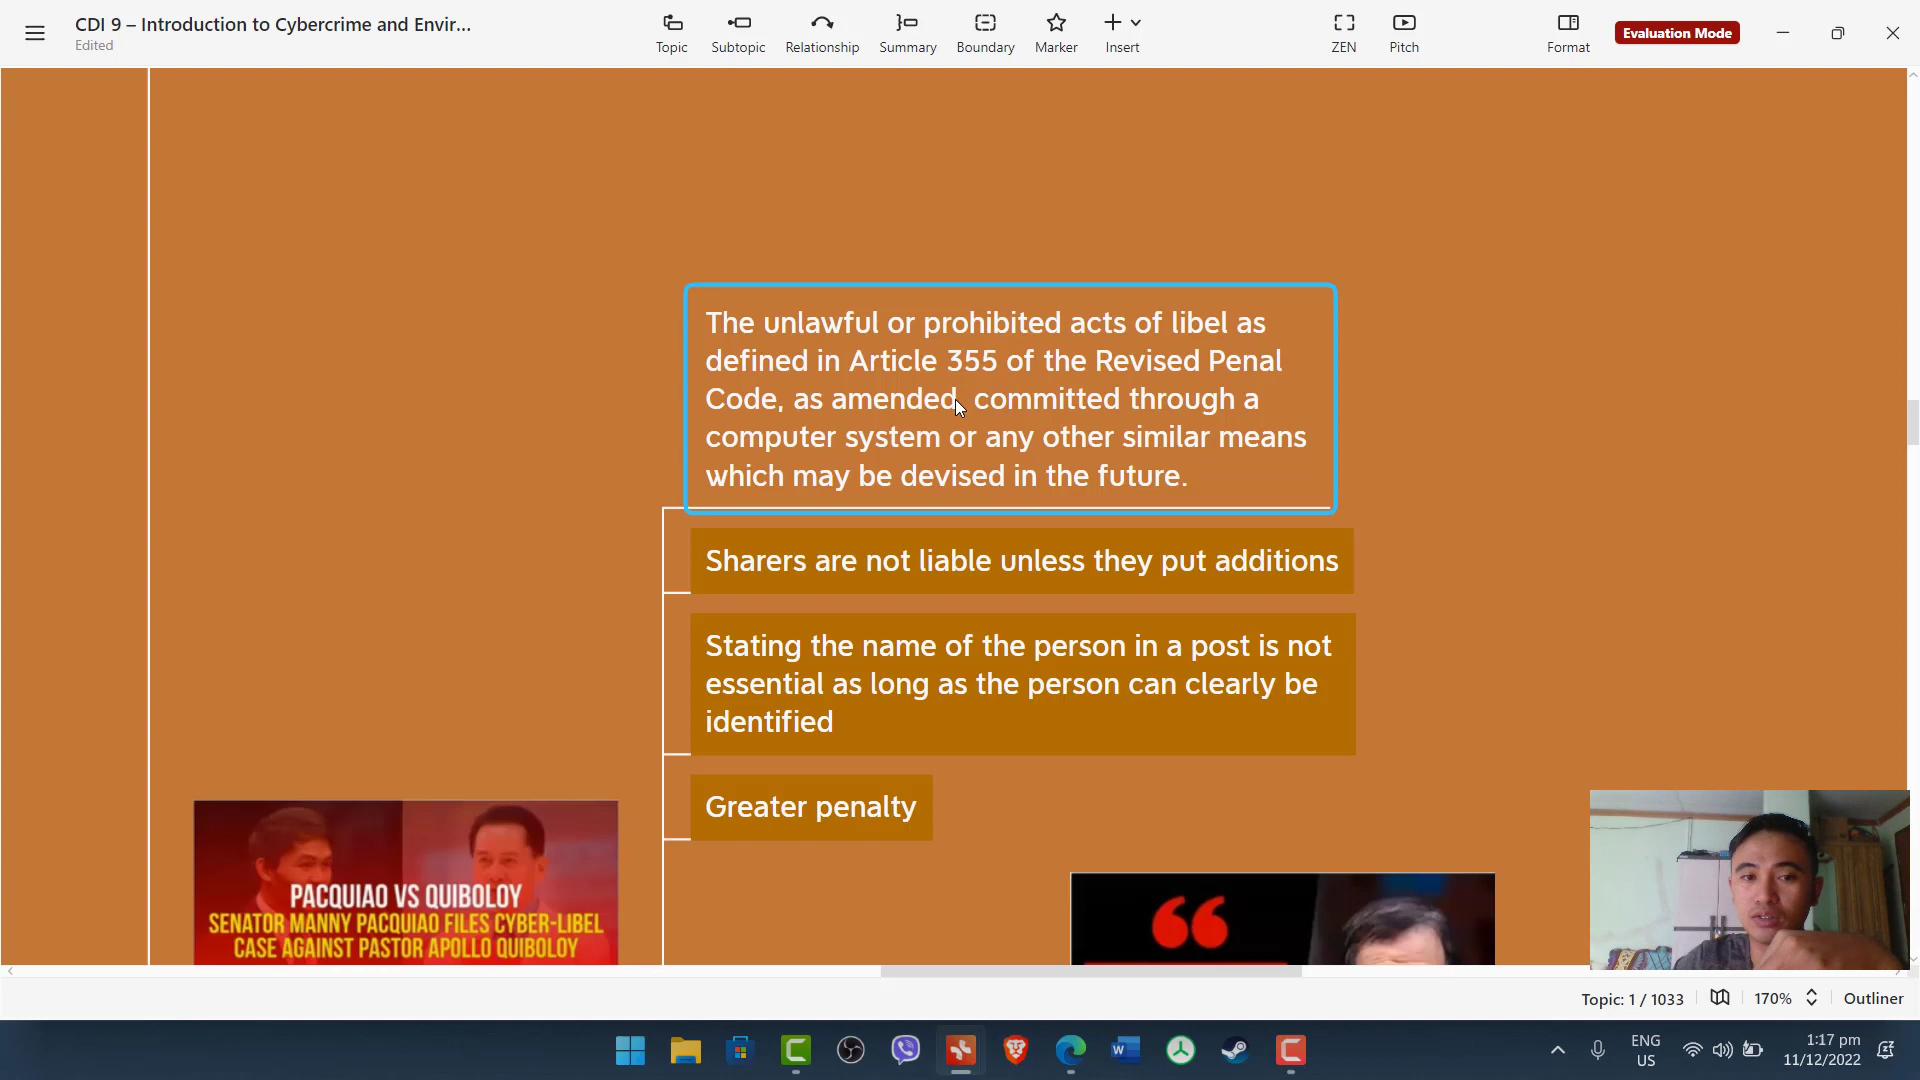 CDI 9 – Introduction to Cybercrime and Envir...
Edited
Topic
Subtopic
Relationship
Summary
Boundary
Marker
Insert
ZEN
Pitch
Format
Evaluation Mode
The unlawful or prohibited acts of libel as
defined in Article 355 of the Revised Penal
Code, as amended, committed through a
computer system or any other similar means
which may be devised in the future.
Sharers are not liable unless they put additions
Stating the name of the person in a post is not
essential as long as the person can clearly be
identified
Greater penalty
PACQUIAO VS QUIBOLOY
SENATOR MANNY PACQUIAO FILES CYBER-LIBEL
CASE AGAINST PASTOR APOLLO QUIBOLOY
Topic: 1 / 1033
170%
Outliner
ENG
US
1:17 pm
11/12/2022